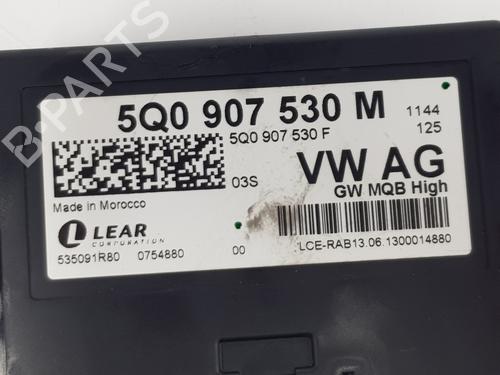 5Q0 907 530 M
1144
5Q0 907 530 F
125
03S
VW AG
GW MQB High
Made in Morocco
LEAR
CORPORATION
535091R80 0754880 00
LCE-RAB13.06.1300014880
B-PARTS